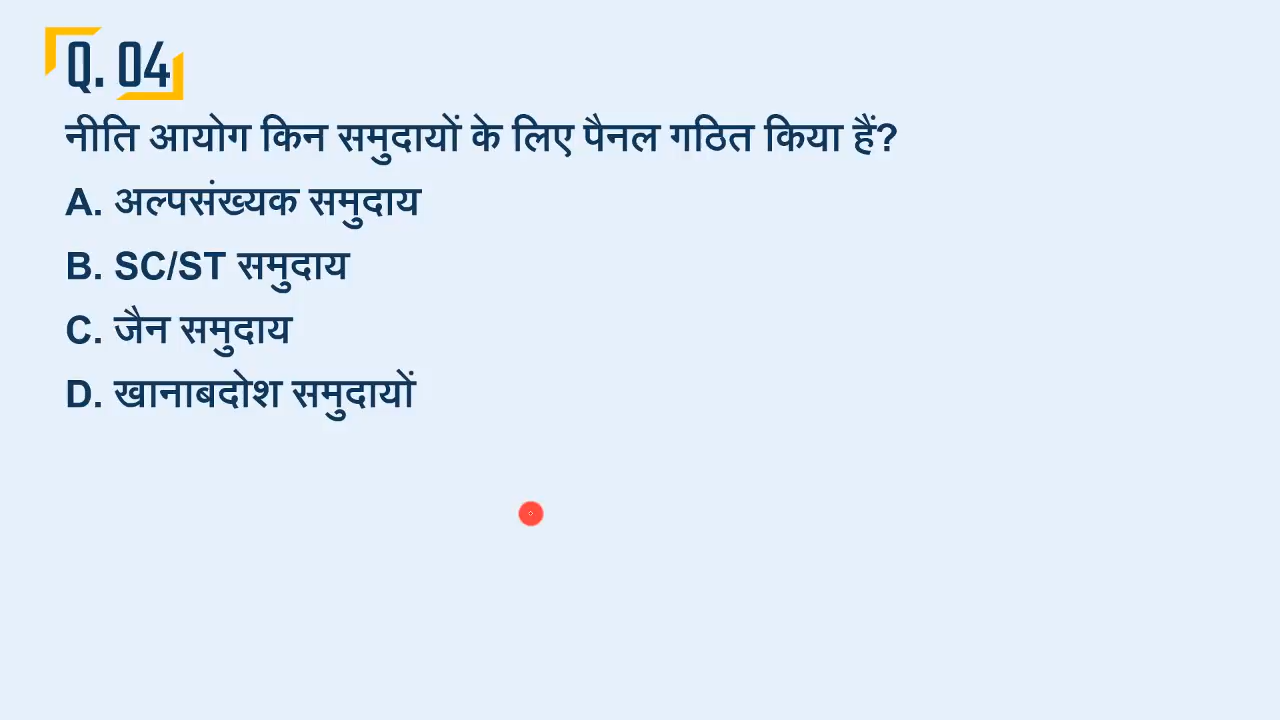 Q. 04
नीति आयोग किन समुदायों के लिए पैनल गठित किया हैं?
A. अल्पसंख्यक समुदाय
B. SC/ST समुदाय
C. जैन समुदाय
D. खानाबदोश समुदायों